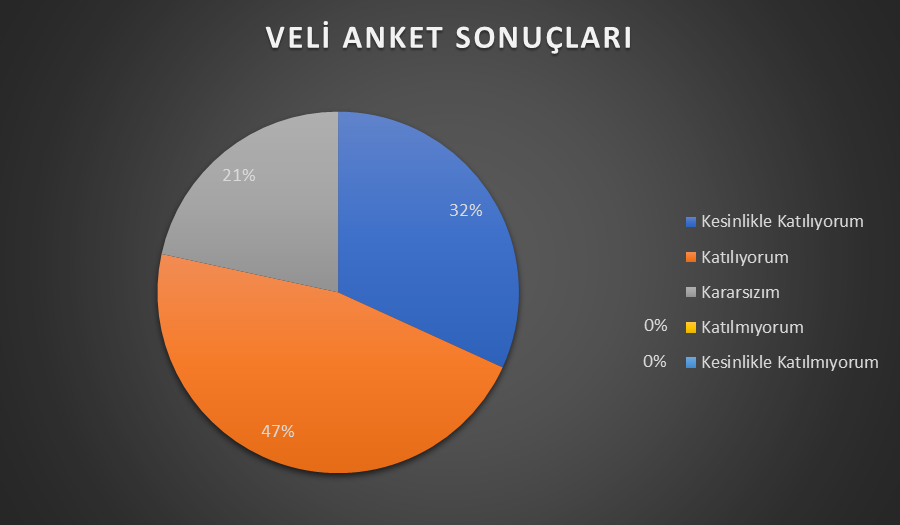 VELİ ANKET SONUÇLARI
21%
32%
47%
Kesinlikle Katılıyorum
Katılıyorum
Kararsızım
0% Katılmıyorum
0% Kesinlikle Katılmıyorum